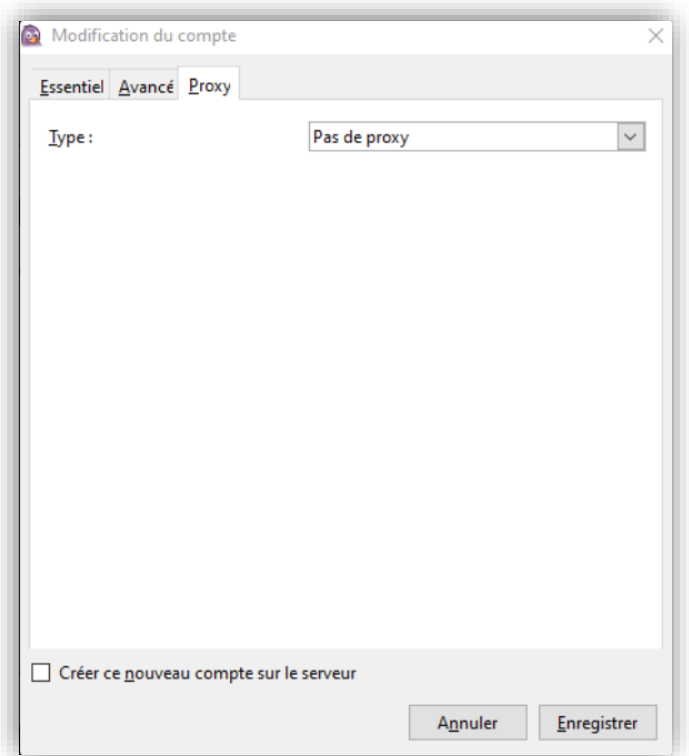 Modification du compte
Essentiel Avancé Proxy
Type : Pas de proxy
Créer ce nouveau compte sur le serveur
Annuler Enregistrer